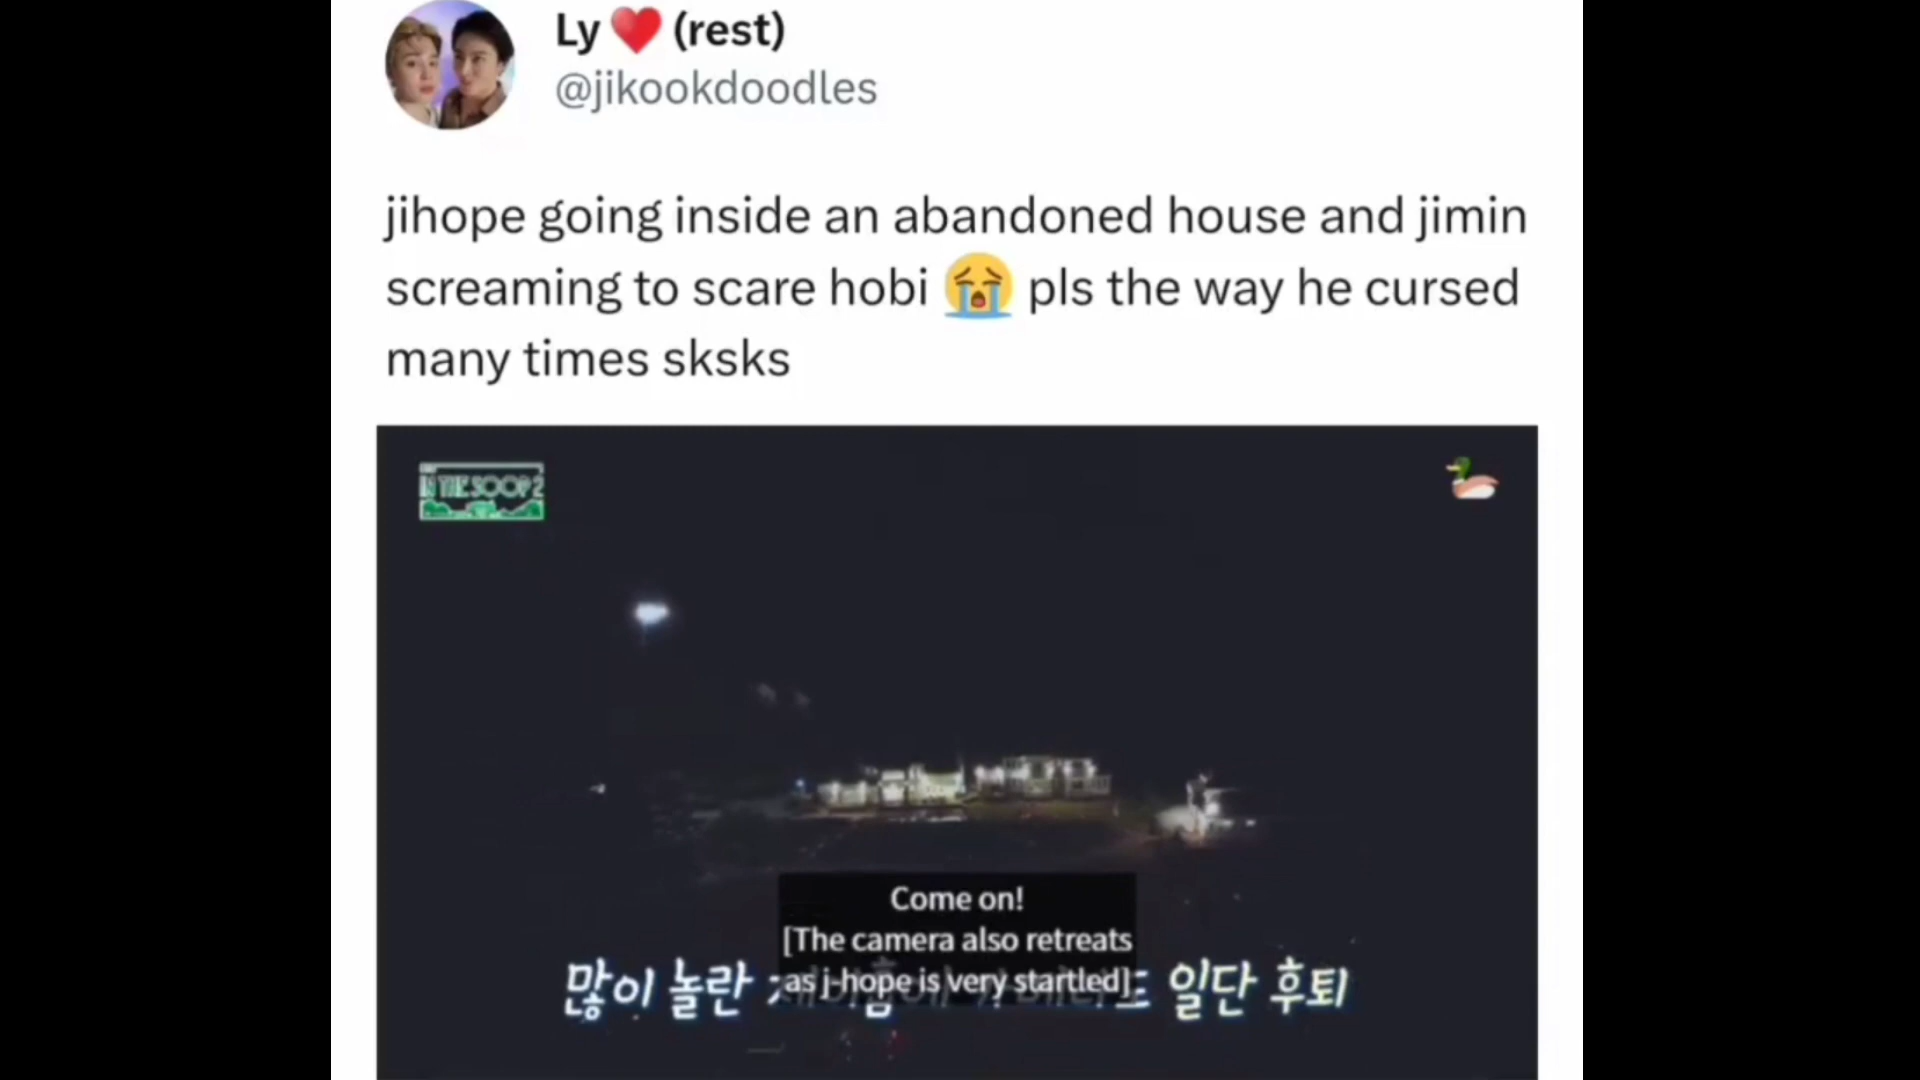 Ly ❤️ (rest)
@jikookdoodles
jihope going inside an abandoned house and jimin
screaming to scare hobi 😭 pls the way he cursed
many times sksks
IN THE SOOP 2
Come on!
[The camera also retreats
as j-hope is very startled]
많이 놀란 일단 후퇴